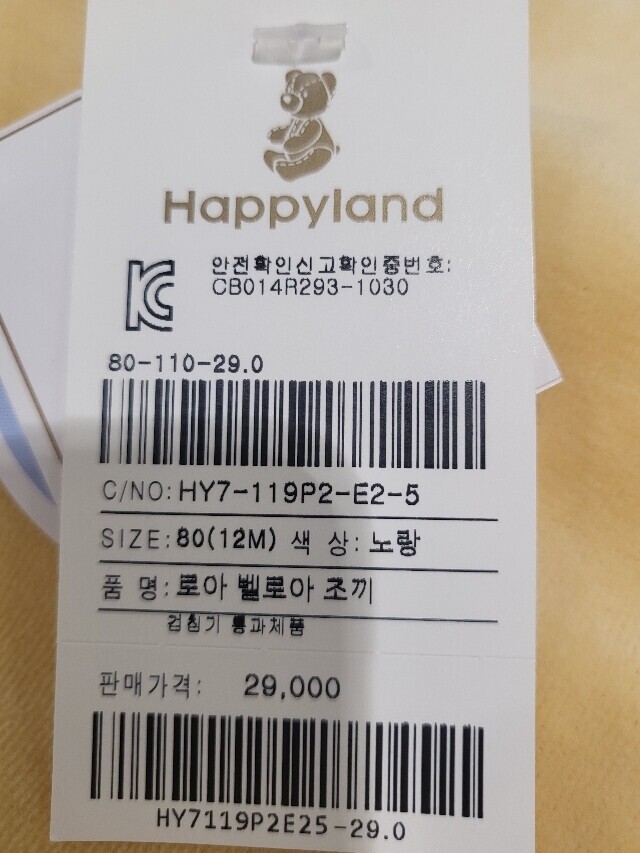 Happyland
안전확인신고확인증번호:
CB014R293-1030
80-110-29.0
C/NO: HY7-119P2-E2-5
SIZE: 80(12M) 색 상: 노랑
품 명: 로아 벨로아 조끼
검침기 통과제품
판매가격: 29,000
HY7119P2E25-29.0